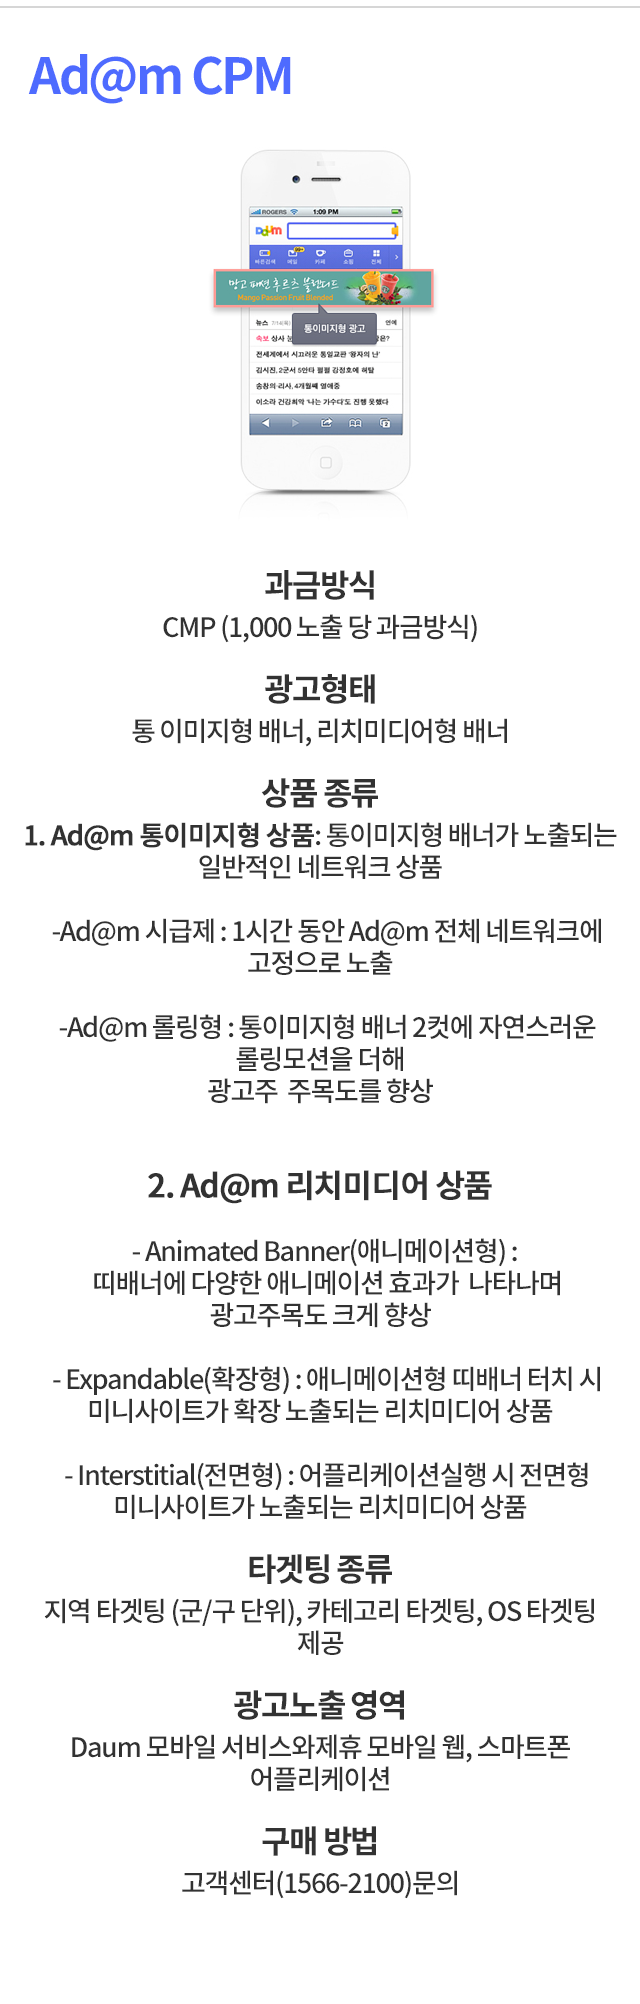 Ad@m CPM
ROGERS 1:09 PM
Daum
빠른검색 메일 카페 쇼핑 전체
망고 패션 후르츠 블렌디드
Mango Passion Fruit Blended
뉴스 연예
통이미지형 광고
속보 상사 은?
전세계에서 시끄러운 통일교판 '왕자의 난'
김시진, 2군서 5안타 펄펄 김정호에 허탈
송창의-리사, 4개월째 열애중
이소라 건강최악 '나는 가수다'도 진행 못했다
과금방식
CMP (1,000 노출 당 과금방식)
광고형태
통 이미지형 배너, 리치미디어형 배너
상품 종류
1. Ad@m 통이미지형 상품: 통이미지형 배너가 노출되는
일반적인 네트워크 상품
-Ad@m 시급제 : 1시간 동안 Ad@m 전체 네트워크에
고정으로 노출
-Ad@m 롤링형 : 통이미지형 배너 2컷에 자연스러운
롤링모션을 더해
광고주 주목도를 향상
2. Ad@m 리치미디어 상품
- Animated Banner(애니메이션형) :
띠배너에 다양한 애니메이션 효과가 나타나며
광고주목도 크게 향상
- Expandable(확장형) : 애니메이션형 띠배너 터치 시
미니사이트가 확장 노출되는 리치미디어 상품
- Interstitial(전면형) : 어플리케이션실행 시 전면형
미니사이트가 노출되는 리치미디어 상품
타겟팅 종류
지역 타겟팅 (군/구 단위), 카테고리 타겟팅, OS 타겟팅
제공
광고노출 영역
Daum 모바일 서비스와제휴 모바일 웹, 스마트폰
어플리케이션
구매 방법
고객센터(1566-2100)문의